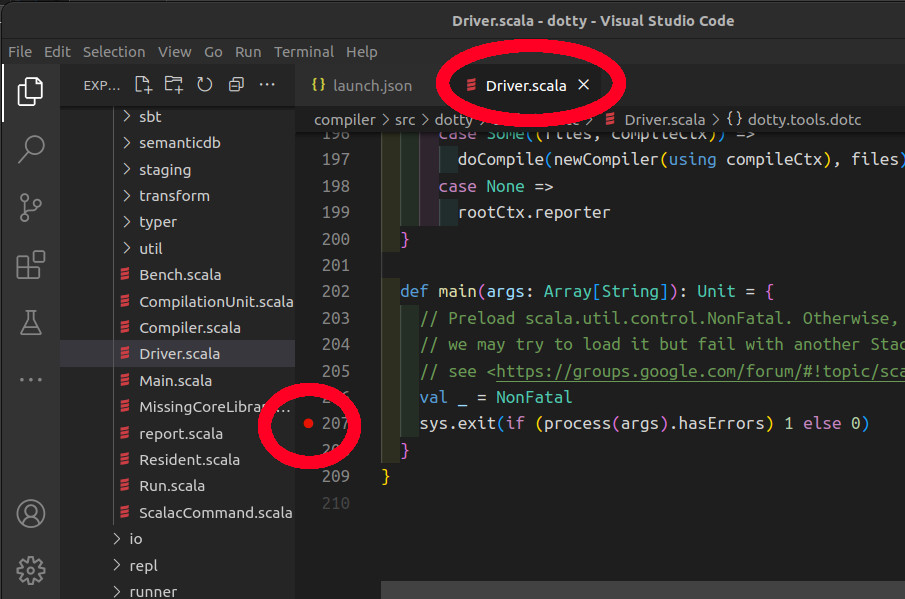 Driver.scala - dotty - Visual Studio Code
File Edit Selection View Go Run Terminal Help
EXP... ···
{} launch.json
Driver.scala ×
compiler > src > dotty > Driver.scala > {} dotty.tools.dotc
sbt
semanticdb
staging
transform
typer
util
Bench.scala
CompilationUnit.scala
Compiler.scala
Driver.scala
Main.scala
MissingCoreLibrar...
report.scala
Resident.scala
Run.scala
ScalacCommand.scala
io
repl
runner
196 case Some((files, compileCtx)) =>
197 doCompile(newCompiler(using compileCtx), files)
198 case None =>
199 rootCtx.reporter
200 }
201
202 def main(args: Array[String]): Unit = {
203 // Preload scala.util.control.NonFatal. Otherwise,
204 // we may try to load it but fail with another Stac
205 // see <https://groups.google.com/forum/#!topic/sca
206 val _ = NonFatal
207 sys.exit(if (process(args).hasErrors) 1 else 0)
208 }
209 }
210